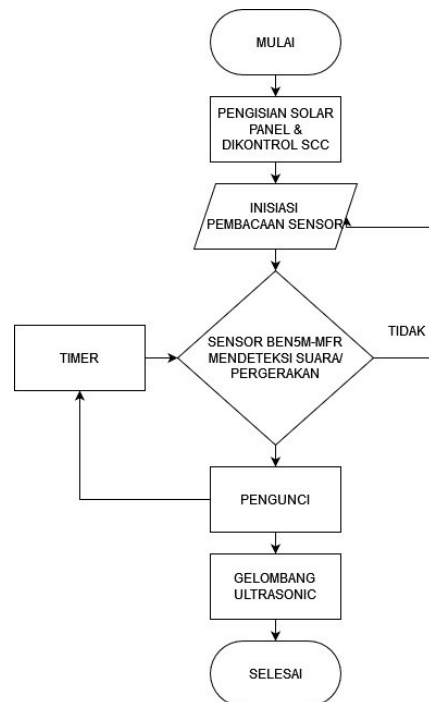 MULAI
PENGISIAN SOLAR
PANEL &
DIKONTROL SCC
INISIASI
PEMBACAAN SENSOR
SENSOR BEN5M-MFR
MENDETEKSI SUARA/
PERGERAKAN
TIDAK
TIMER
PENGUNCI
GELOMBANG
ULTRASONIC
SELESAI